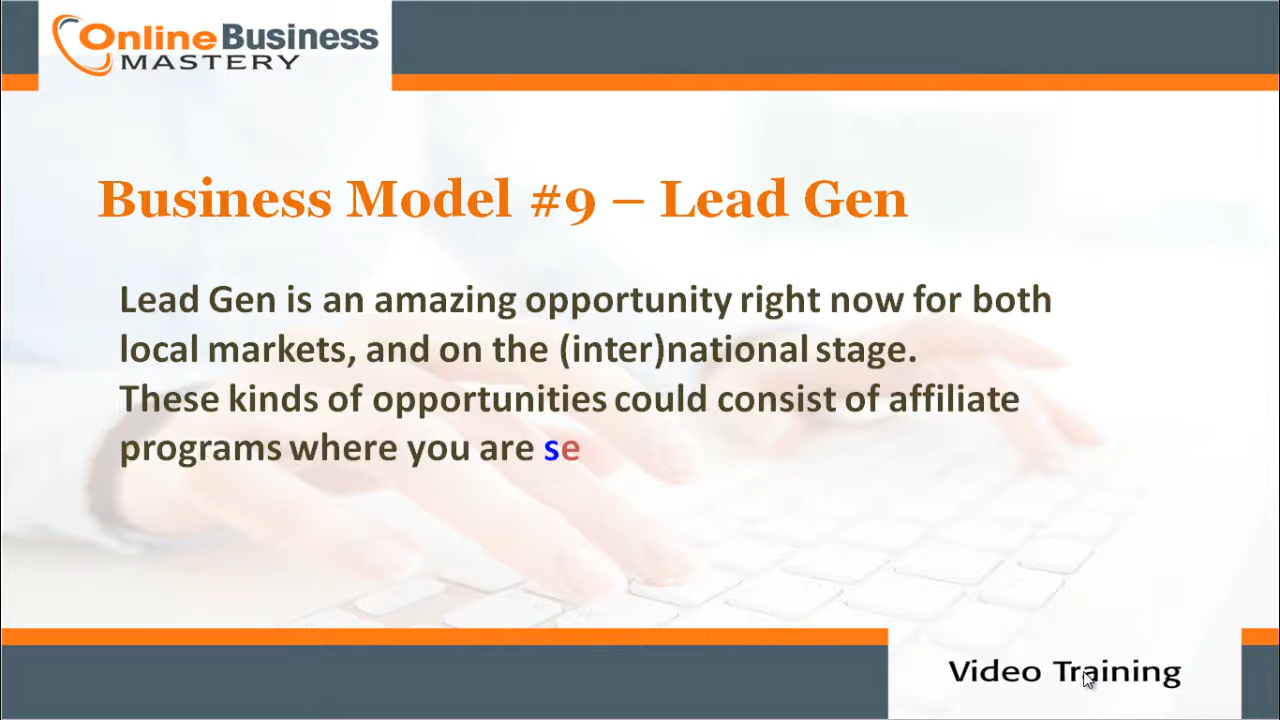 Online Business
MASTERY
Business Model #9 – Lead Gen
Lead Gen is an amazing opportunity right now for both
local markets, and on the (inter)national stage.
These kinds of opportunities could consist of affiliate
programs where you are se
Video Training